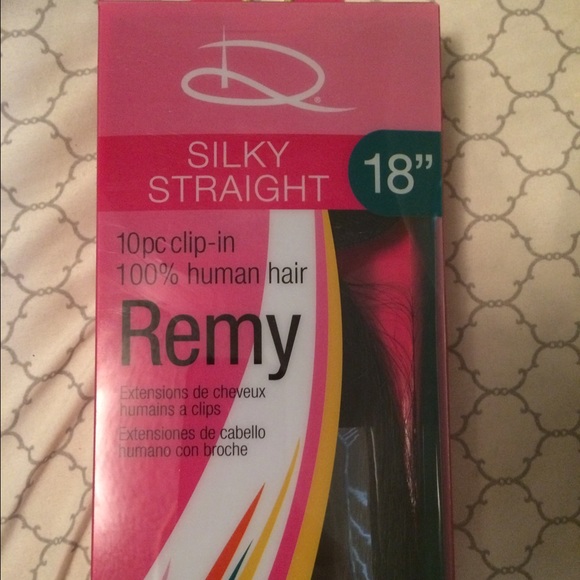 ®
SILKY
STRAIGHT
18”
10pc clip-in
100% human hair
Remy
Extensions de cheveux
humains a clips
Extensiones de cabello
humano con broche